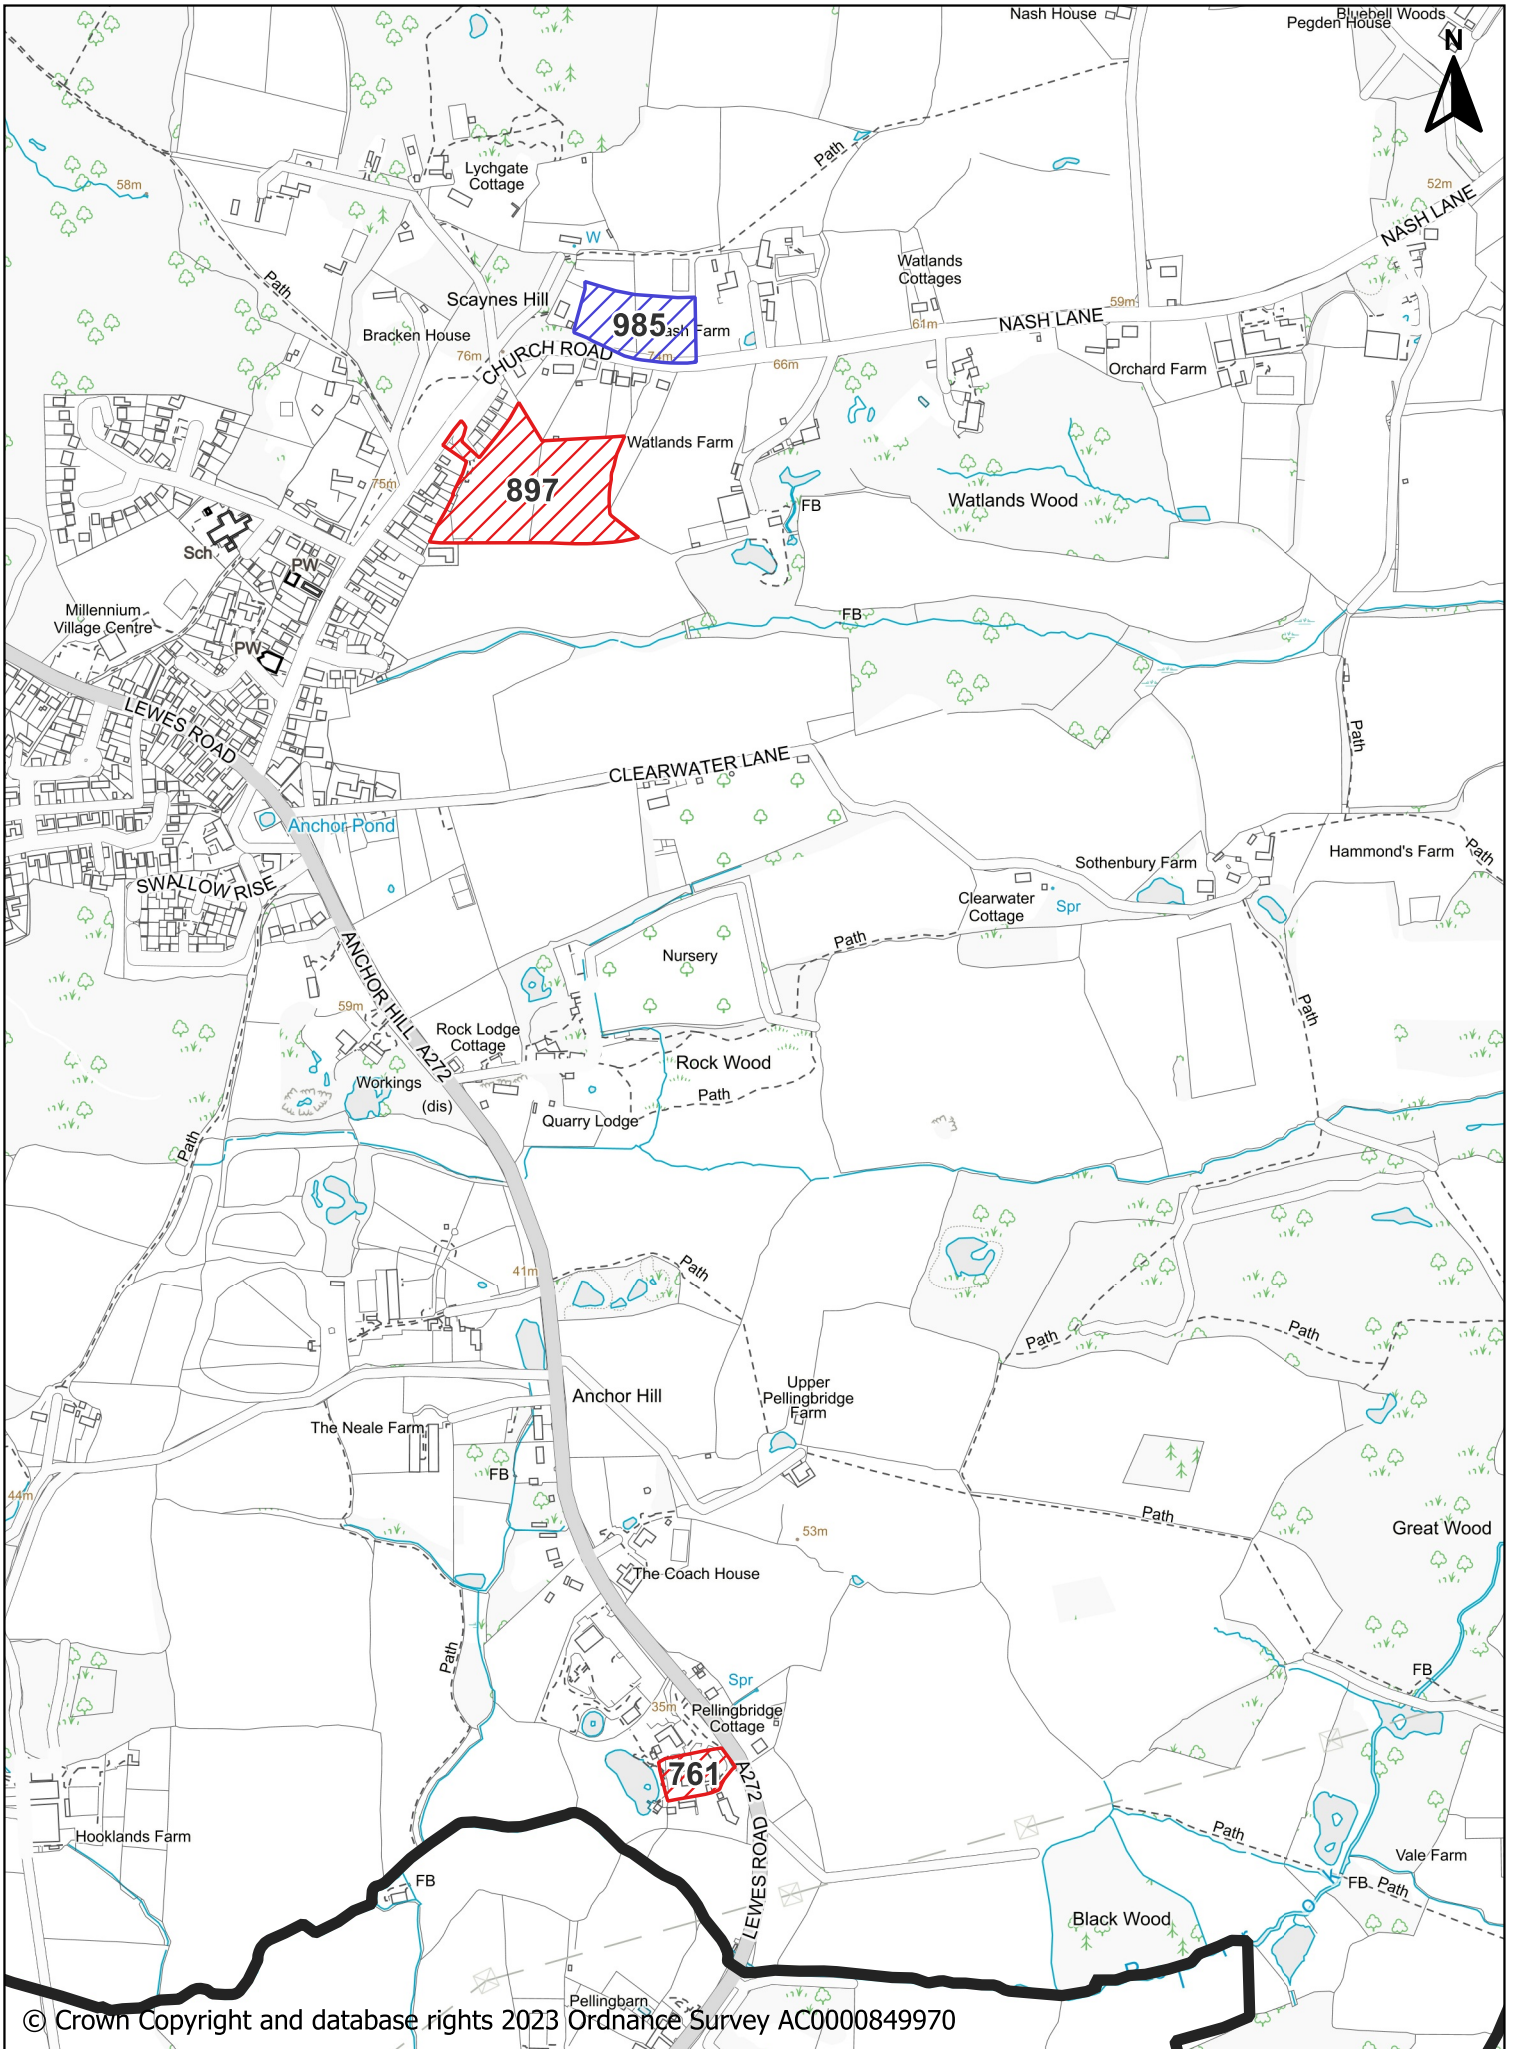 Nash House
Bluebell Woods
Pegden House
N
Path
Lychgate
Cottage
58m
52m
NASH LANE
W
Watlands
Cottages
Path
Scaynes Hill
59m
985
ash Farm
NASH LANE
61m
Bracken House
76m
CHURCH ROAD
74m
66m
Orchard Farm
Watlands Farm
75m
897
Watlands Wood
FB
Sch
PW
Millennium
Village Centre
FB
PW
LEWES ROAD
Path
CLEARWATER LANE
Anchor Pond
Sothenbury Farm
Hammond's Farm
Path
SWALLOW RISE
Clearwater
Cottage
Spr
ANCHOR HILL
Path
Nursery
59m
Path
Rock Lodge
Cottage
A272
Rock Wood
Workings
(dis)
Path
Quarry Lodge
Path
41m
Path
Path
Path
Anchor Hill
Upper
Pellingbridge
Farm
The Neale Farm
FB
44m
Path
53m
Great Wood
The Coach House
Path
Spr
FB
35m
Pellingbridge
Cottage
761
A272
LEWES ROAD
Hooklands Farm
Path
Vale Farm
FB
FB
Path
Black Wood
Pellingbarn
© Crown Copyright and database rights 2023 Ordnance Survey AC0000849970